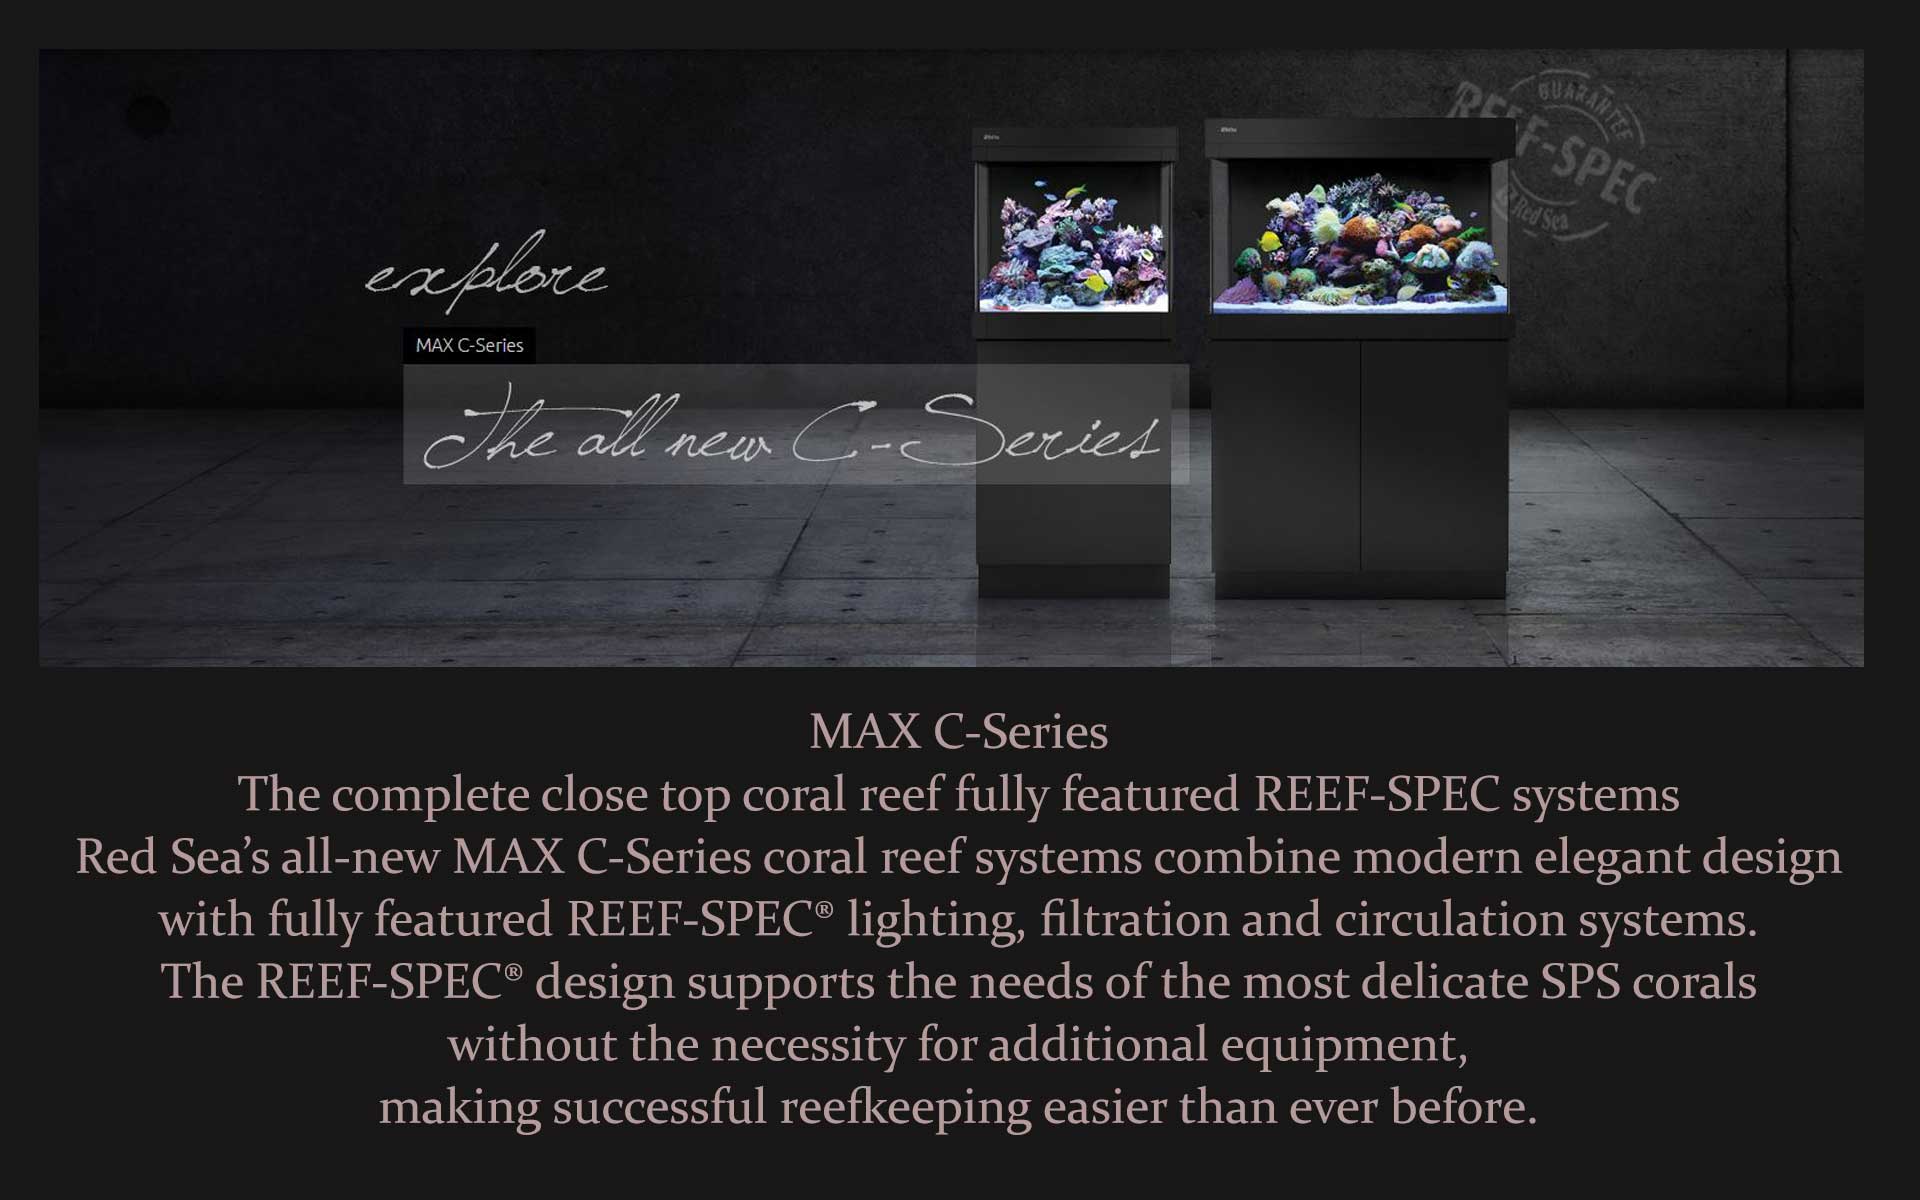 GUARANTEE
REEF-SPEC
Red Sea
explore
MAX C-Series
The all new C-Series
MAX C-Series
The complete close top coral reef fully featured REEF-SPEC systems
Red Sea’s all-new MAX C-Series coral reef systems combine modern elegant design
with fully featured REEF-SPEC® lighting, filtration and circulation systems.
The REEF-SPEC® design supports the needs of the most delicate SPS corals
without the necessity for additional equipment,
making successful reefkeeping easier than ever before.